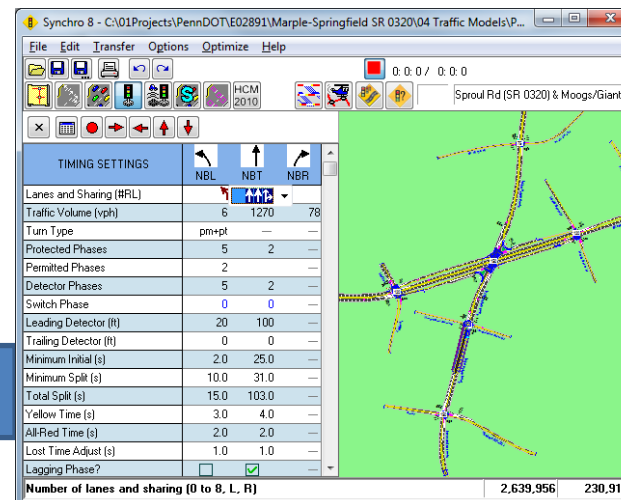 Synchro 8 - C:\01Projects\PennDOT\E02891\Marple-Springfield SR 0320\04 Traffic Models\P...
File Edit Transfer Options Optimize Help
0: 0: 0 / 0: 0: 0
HCM 2010
Sproul Rd (SR 0320) & Moogs/Giant
TIMING SETTINGS NBL NBT NBR
Lanes and Sharing (#RL)
Traffic Volume (vph) 6 1270 78
Turn Type pm+pt — —
Protected Phases 5 2 —
Permitted Phases 2 —
Detector Phases 5 2 —
Switch Phase 0 0 —
Leading Detector (ft) 20 100 —
Trailing Detector (ft) 0 0 —
Minimum Initial (s) 2.0 25.0 —
Minimum Split (s) 10.0 31.0 —
Total Split (s) 15.0 103.0 —
Yellow Time (s) 3.0 4.0 —
All-Red Time (s) 2.0 2.0 —
Lost Time Adjust (s) 1.0 1.0 —
Lagging Phase? —
Number of lanes and sharing (0 to 8, L, R) 2,639,956 230,91